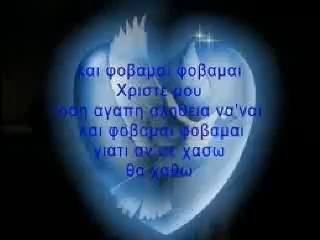 και φοβαμαι φοβαμαι
Χριστε μου
τοση αγαπη αληθεια να'ναι
και φοβαμαι φοβαμαι
γιατι αν σε χασω
θα χαθω